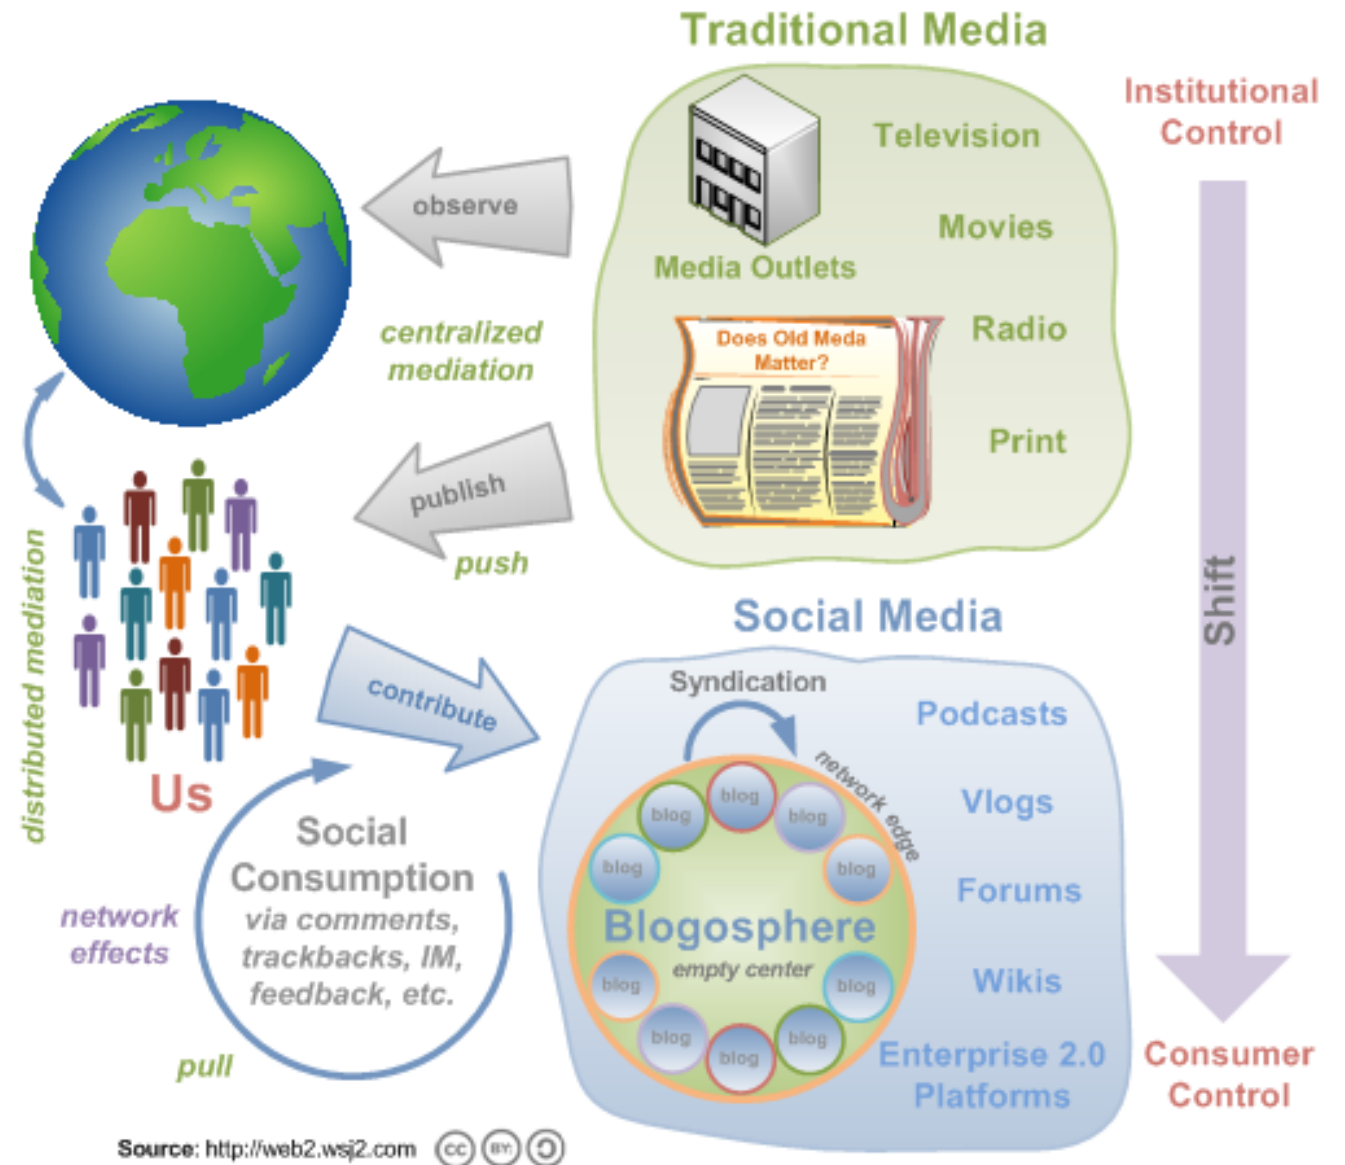 Traditional Media
Institutional
Control
Television
observe
Movies
Media Outlets
centralized
mediation
Does Old Meda
Matter?
Radio
Print
publish
push
Shift
distributed mediation
Us
contribute
Social Media
Syndication
network edge
Podcasts
Vlogs
Forums
Wikis
Enterprise 2.0
Platforms
blog
blog
blog
blog
blog
Blogosphere
empty center
blog
blog
blog
blog
blog
Social
Consumption
via comments,
trackbacks, IM,
feedback, etc.
network
effects
pull
Consumer
Control
Source: http://web2.wsj2.com
CC
BY: